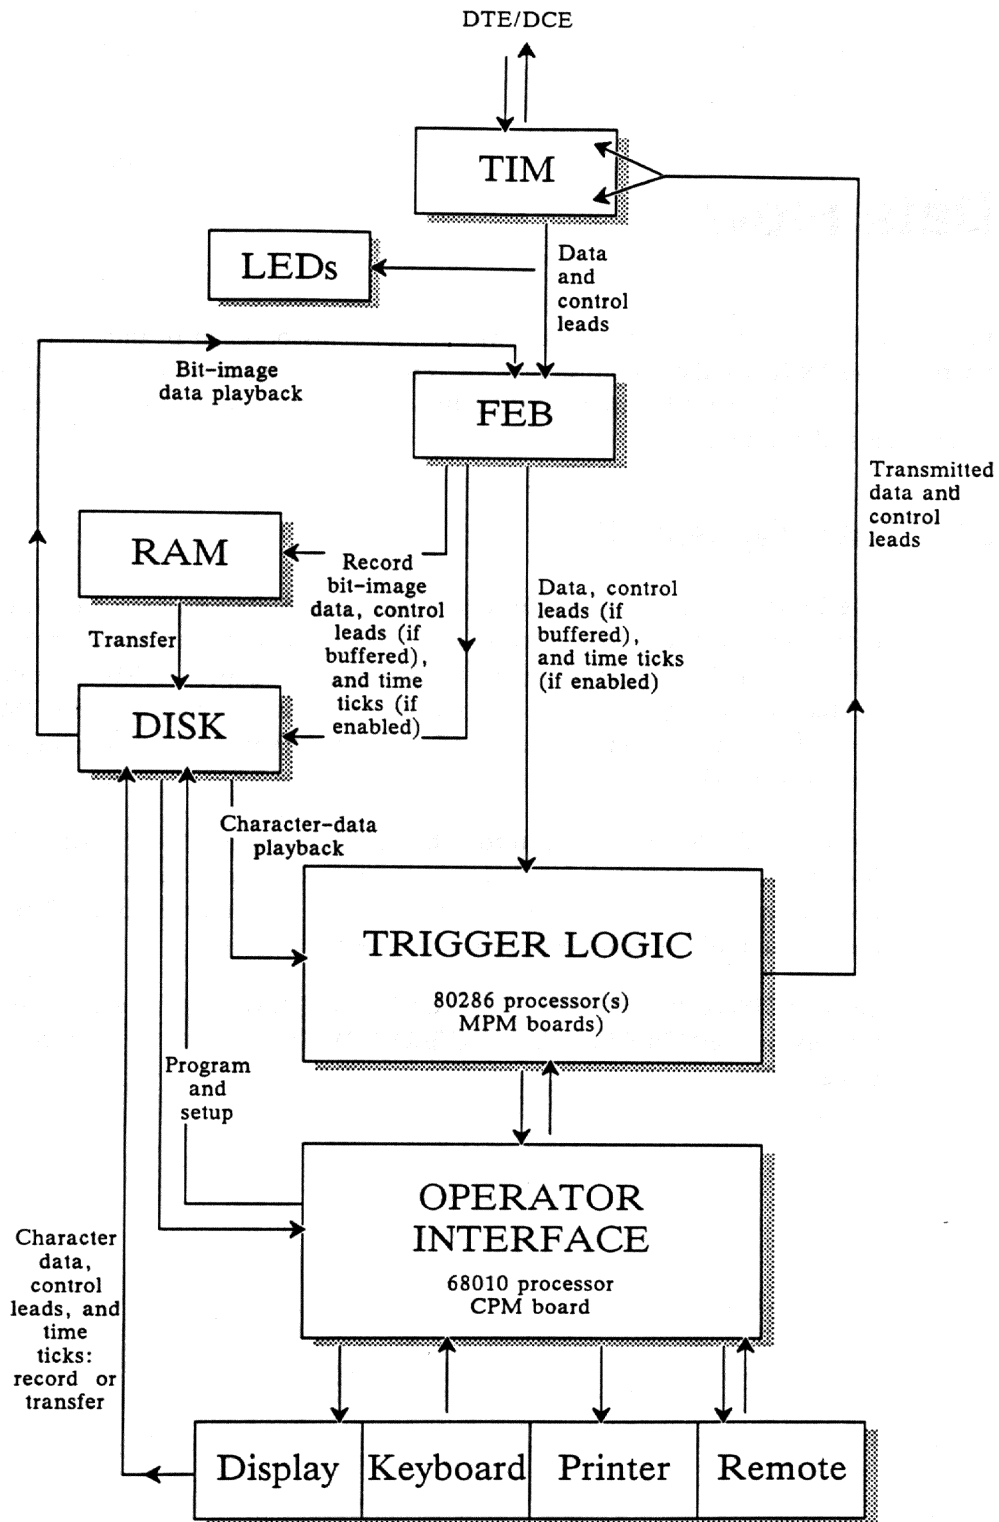 DTE/DCE
TIM
LEDs
Data
and
control
leads
Bit-image
data playback
FEB
Transmitted
data and
control
leads
RAM
Record
bit-image
data, control
leads (if
buffered),
and time
ticks (if
enabled)
Data, control
leads (if
buffered),
and time ticks
(if enabled)
Transfer
DISK
Character-data
playback
TRIGGER LOGIC
80286 processor(s)
MPM boards)
Program
and
setup
OPERATOR
INTERFACE
68010 processor
CPM board
Character
data,
control
leads, and
time
ticks:
record or
transfer
Display
Keyboard
Printer
Remote